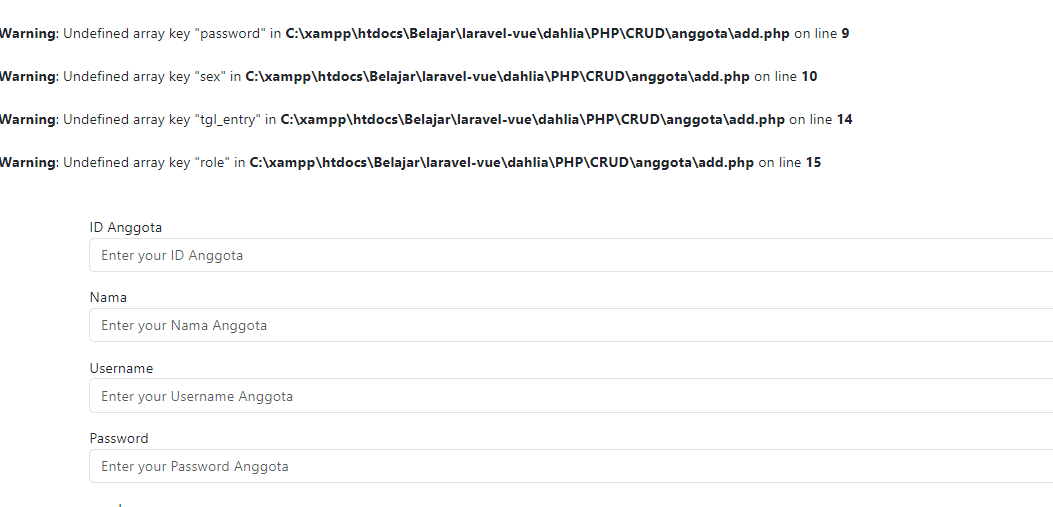 Warning: Undefined array key "password" in C:\xampp\htdocs\Belajar\laravel-vue\dahlia\PHP\CRUD\anggota\add.php on line 9
Warning: Undefined array key "sex" in C:\xampp\htdocs\Belajar\laravel-vue\dahlia\PHP\CRUD\anggota\add.php on line 10
Warning: Undefined array key "tgl_entry" in C:\xampp\htdocs\Belajar\laravel-vue\dahlia\PHP\CRUD\anggota\add.php on line 14
Warning: Undefined array key "role" in C:\xampp\htdocs\Belajar\laravel-vue\dahlia\PHP\CRUD\anggota\add.php on line 15
ID Anggota
Enter your ID Anggota
Nama
Enter your Nama Anggota
Username
Enter your Username Anggota
Password
Enter your Password Anggota